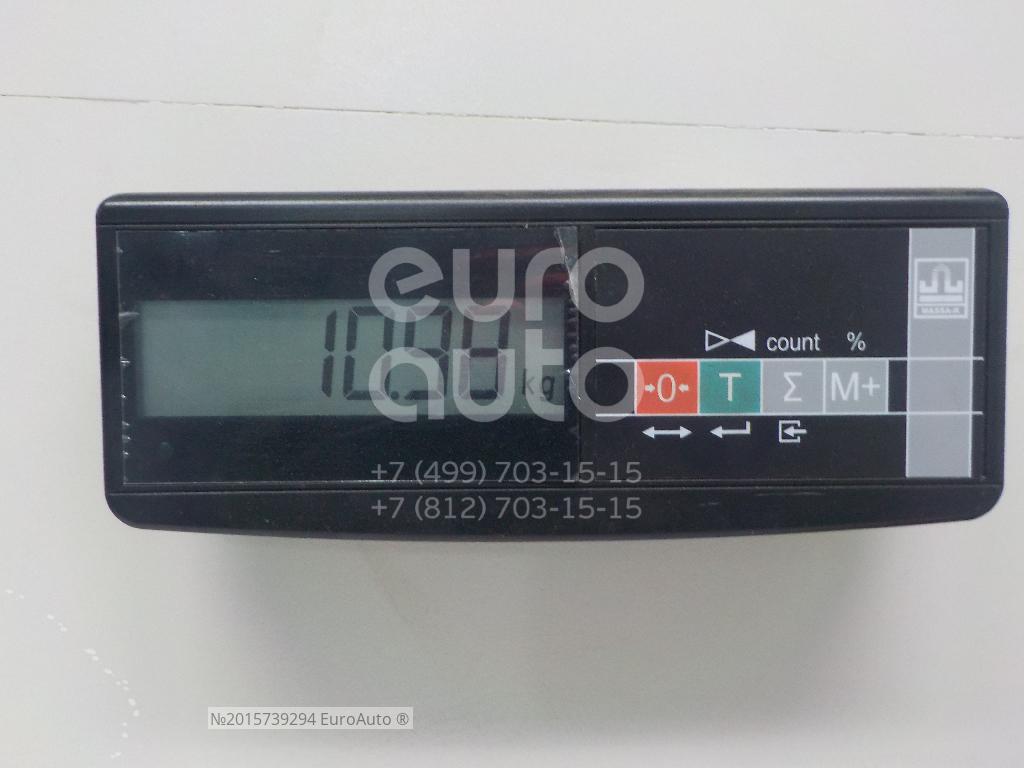 euro
auto
10.98 kg
count %
→0← T Σ M+
MASSA-K
+7 (499) 703-15-15
+7 (812) 703-15-15
№2015739294 EuroAuto ®